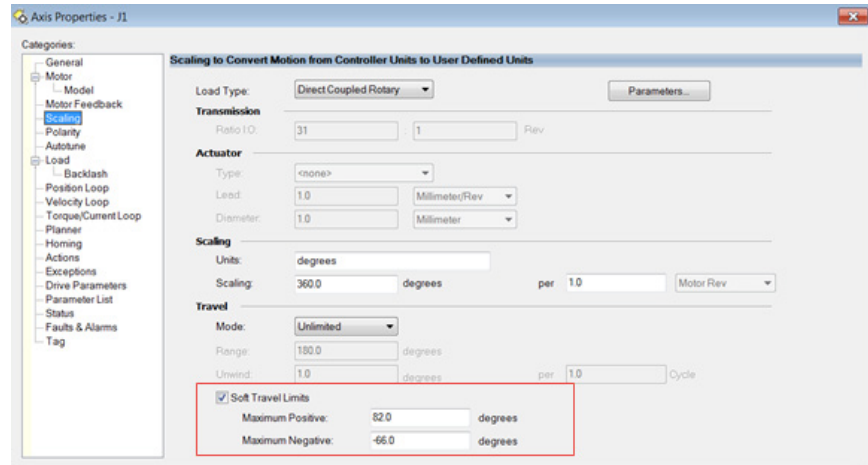 Axis Properties - J1
Categories:
General
Motor
Model
Motor Feedback
Scaling
Polarity
Autotune
Load
Backlash
Position Loop
Velocity Loop
Torque/Current Loop
Planner
Homing
Actions
Exceptions
Drive Parameters
Parameter List
Status
Faults & Alarms
Tag
Scaling to Convert Motion from Controller Units to User Defined Units
Load Type: Direct Coupled Rotary Parameters...
Transmission
Ratio I:O: 31 : 1 Rev
Actuator
Type: <none>
Lead: 1.0 Millimeter/Rev
Diameter: 1.0 Millimeter
Scaling
Units: degrees
Scaling: 360.0 degrees per 1.0 Motor Rev
Travel
Mode: Unlimited
Range: 180.0 degrees
Unwind: 1.0 degrees per 1.0 Cycle
Soft Travel Limits
Maximum Positive: 82.0 degrees
Maximum Negative: -66.0 degrees